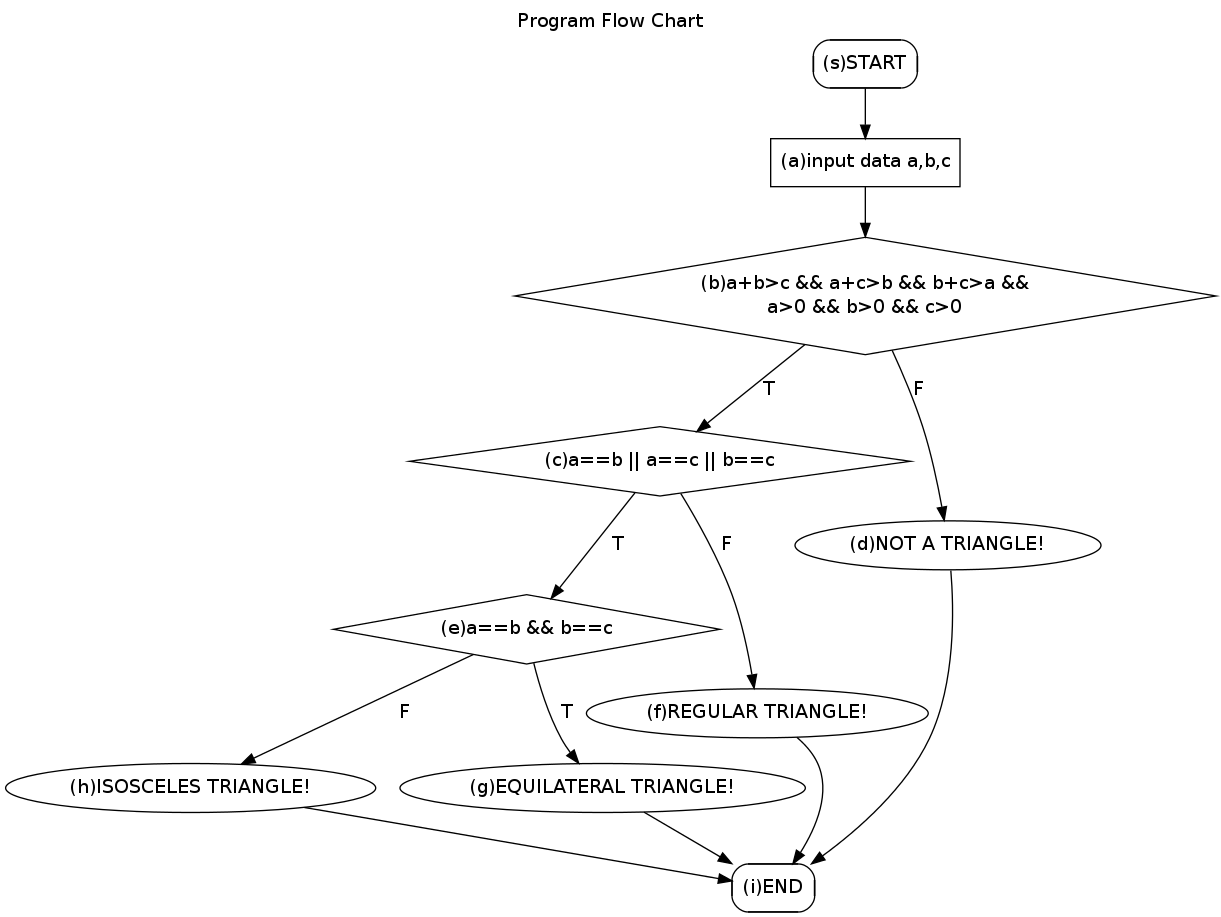 Program Flow Chart
(s)START
(a)input data a,b,c
(b)a+b>c && a+c>b && b+c>a &&
a>0 && b>0 && c>0
T
F
(c)a==b || a==c || b==c
T
F
(d)NOT A TRIANGLE!
(e)a==b && b==c
F
T
(f)REGULAR TRIANGLE!
(h)ISOSCELES TRIANGLE!
(g)EQUILATERAL TRIANGLE!
(i)END